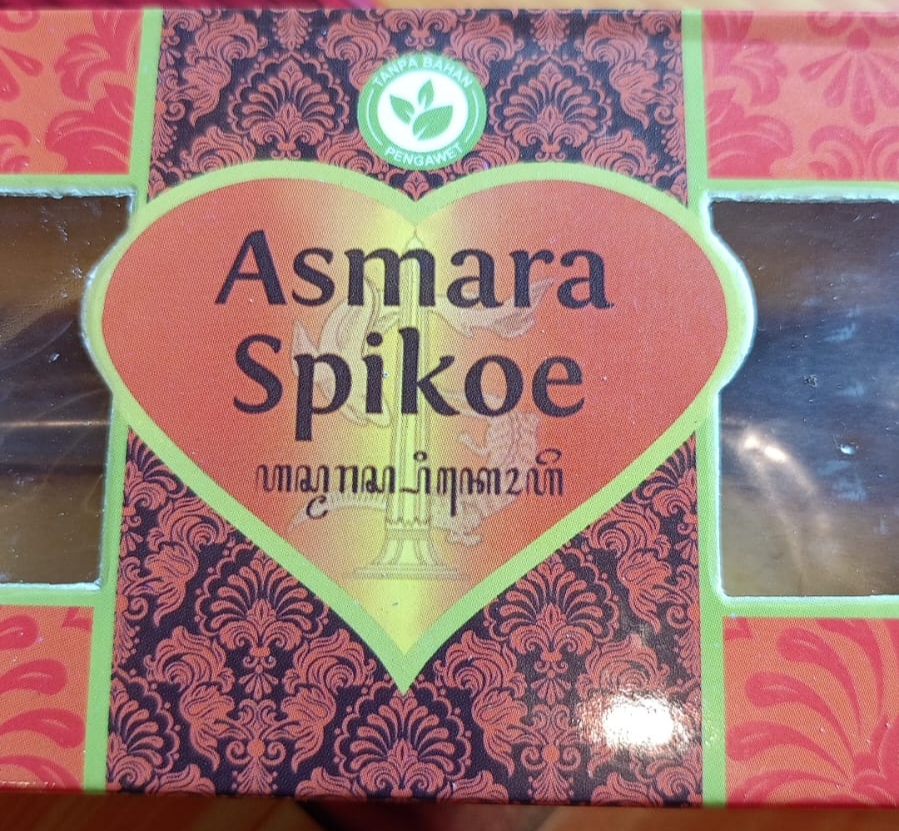 TANPA BAHAN
PENGAWET
Asmara
Spikoe